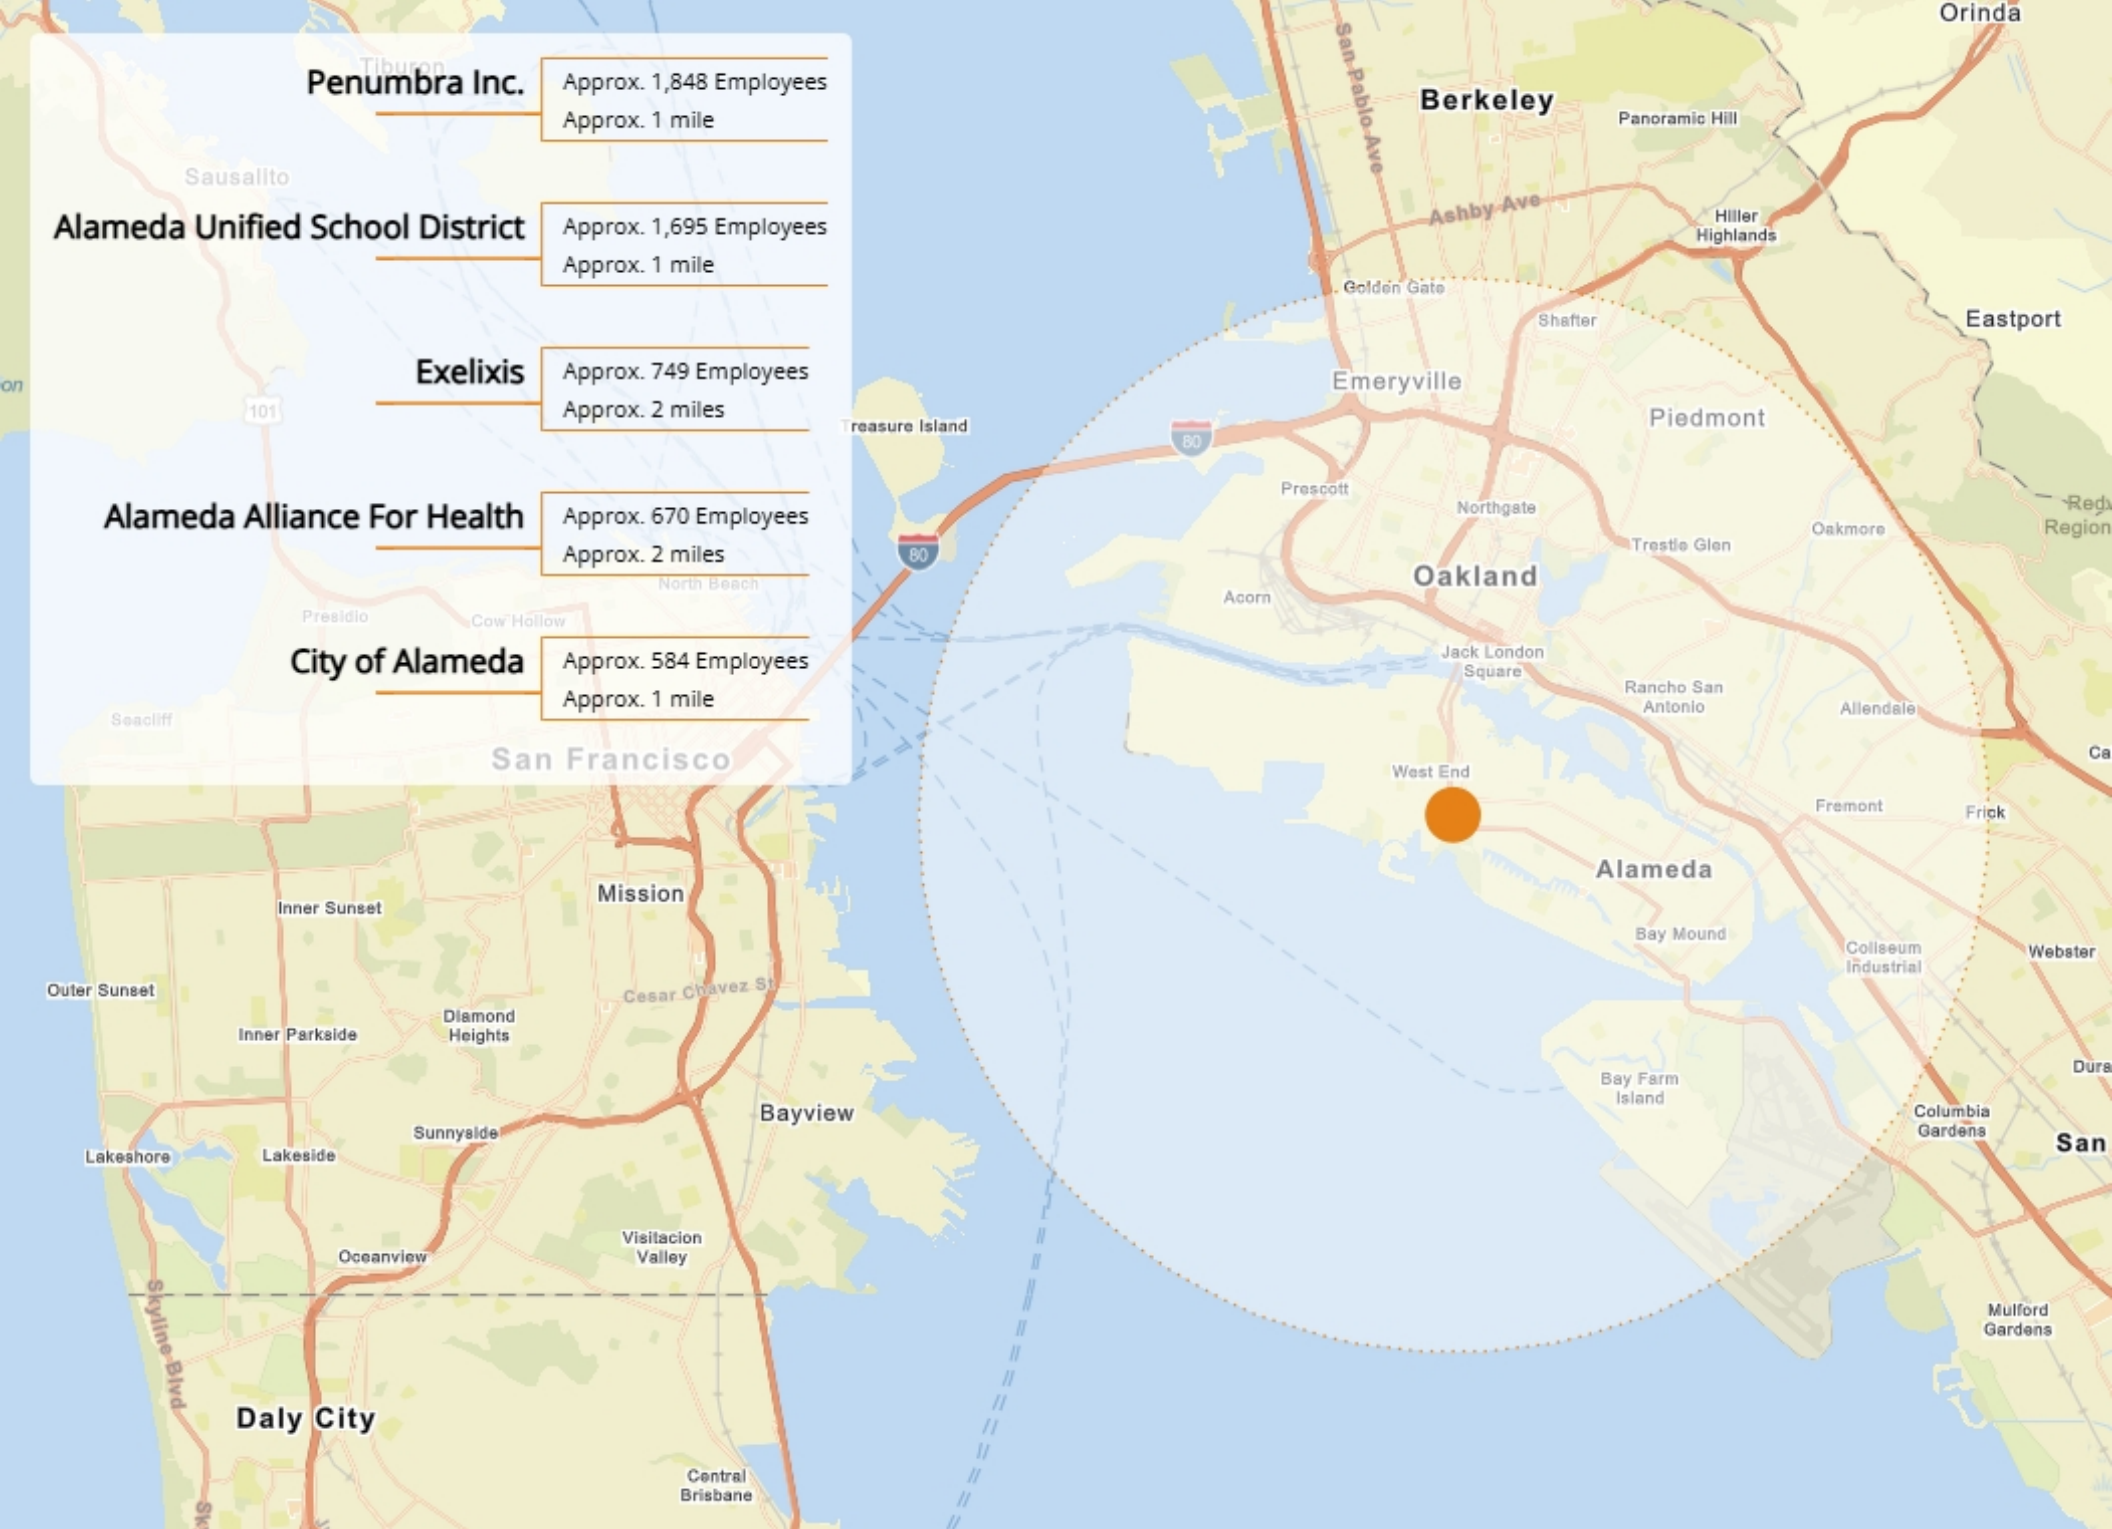 Penumbra Inc.
Approx. 1,848 Employees
Approx. 1 mile
Alameda Unified School District
Approx. 1,695 Employees
Approx. 1 mile
Exelixis
Approx. 749 Employees
Approx. 2 miles
Alameda Alliance For Health
Approx. 670 Employees
Approx. 2 miles
City of Alameda
Approx. 584 Employees
Approx. 1 mile
Tiburon
Sausalito
101
North Beach
Presidio
Cow Hollow
Seacliff
San Francisco
Mission
Inner Sunset
Outer Sunset
Cesar Chavez St
Diamond
Heights
Inner Parkside
Bayview
Sunnyside
Lakeshore
Lakeside
Visitacion
Valley
Oceanview
Skyline Blvd
Daly City
Central
Brisbane
Treasure Island
80
80
Orinda
San Pablo Ave
Berkeley
Panoramic Hill
Ashby Ave
Hiller
Highlands
Golden Gate
Shafter
Eastport
Emeryville
Piedmont
Prescott
Northgate
Trestle Glen
Oakmore
Region
Oakland
Acorn
Jack London
Square
Rancho San
Antonio
Allendale
West End
Fremont
Frick
Alameda
Bay Mound
Coliseum
Industrial
Webster
Bay Farm
Island
Columbia
Gardens
San
Mulford
Gardens